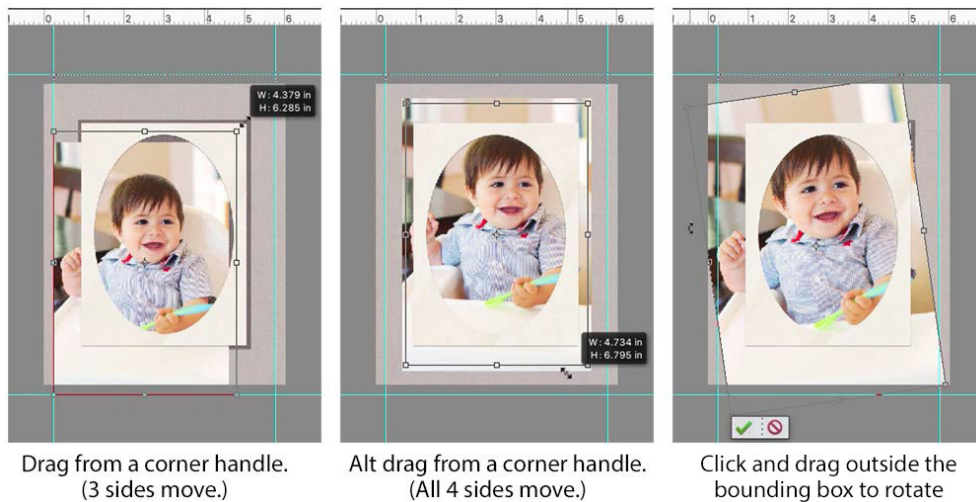 0 1 2 3 4 5 6
0 1 2 3 4 5 6
0 1 2 3 4 5 6
W: 4.379 in
H: 6.285 in
W: 4.734 in
H: 6.795 in
Drag from a corner handle.
(3 sides move.)
Alt drag from a corner handle.
(All 4 sides move.)
Click and drag outside the
bounding box to rotate